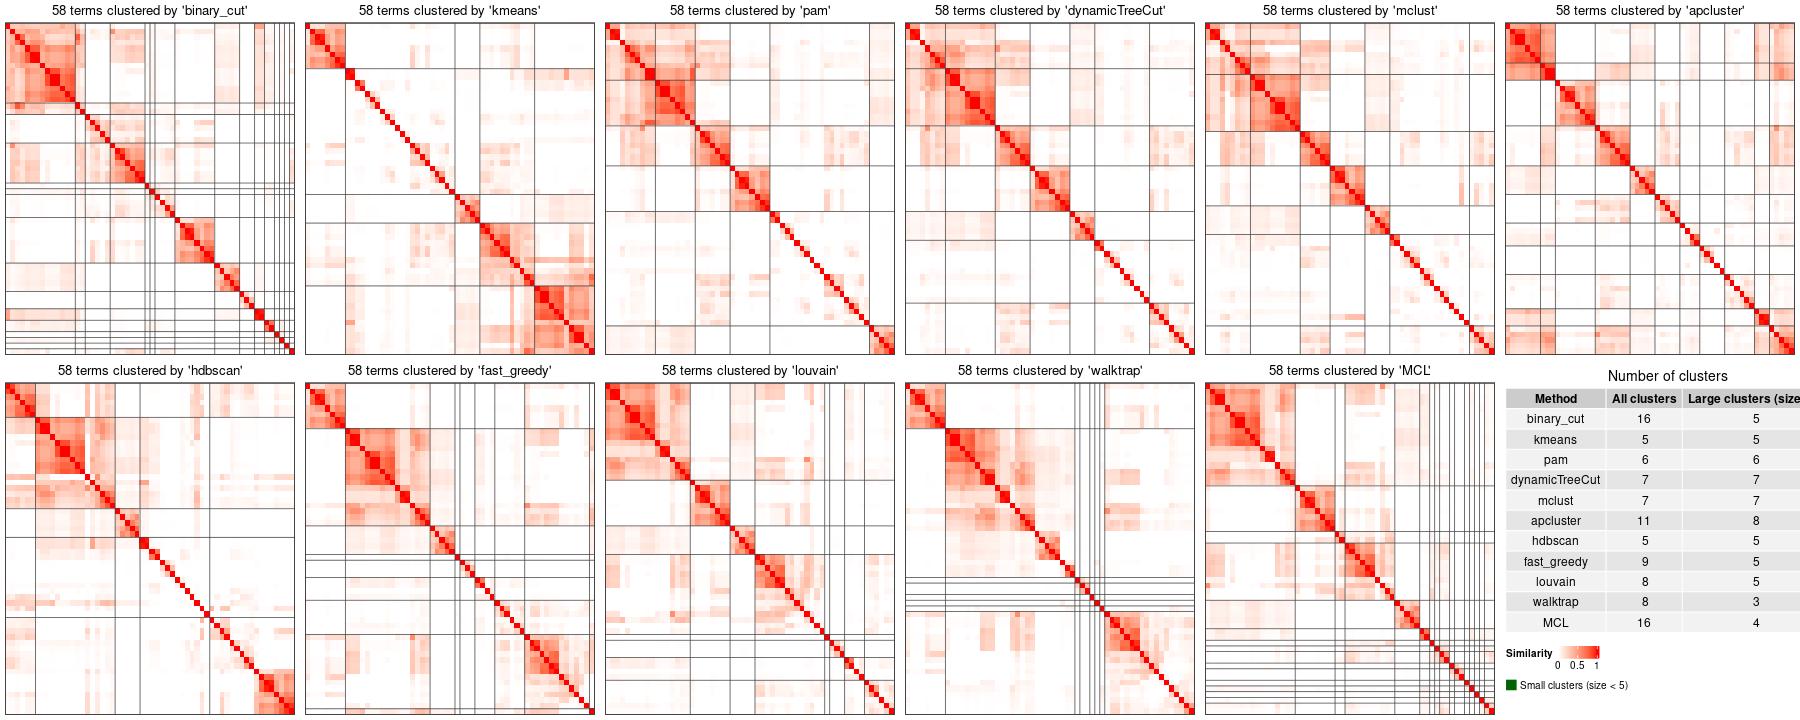 58 terms clustered by 'binary_cut'
58 terms clustered by 'kmeans'
58 terms clustered by 'pam'
58 terms clustered by 'dynamicTreeCut'
58 terms clustered by 'mclust'
58 terms clustered by 'apcluster'
58 terms clustered by 'hdbscan'
58 terms clustered by 'fast_greedy'
58 terms clustered by 'louvain'
58 terms clustered by 'walktrap'
58 terms clustered by 'MCL'
Number of clusters
Method All clusters Large clusters (size
binary_cut 16 5
kmeans 5 5
pam 6 6
dynamicTreeCut 7 7
mclust 7 7
apcluster 11 8
hdbscan 5 5
fast_greedy 9 5
louvain 8 5
walktrap 8 3
MCL 16 4
Similarity
0 0.5 1
Small clusters (size < 5)